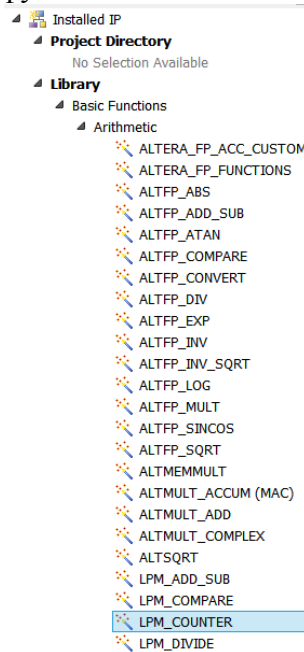 Installed IP
Project Directory
No Selection Available
Library
Basic Functions
Arithmetic
ALTERA_FP_ACC_CUSTOM
ALTERA_FP_FUNCTIONS
ALTFP_ABS
ALTFP_ADD_SUB
ALTFP_ATAN
ALTFP_COMPARE
ALTFP_CONVERT
ALTFP_DIV
ALTFP_EXP
ALTFP_INV
ALTFP_INV_SQRT
ALTFP_LOG
ALTFP_MULT
ALTFP_SINCOS
ALTFP_SQRT
ALTMEMMULT
ALTMULT_ACCUM (MAC)
ALTMULT_ADD
ALTMULT_COMPLEX
ALTSQRT
LPM_ADD_SUB
LPM_COMPARE
LPM_COUNTER
LPM_DIVIDE